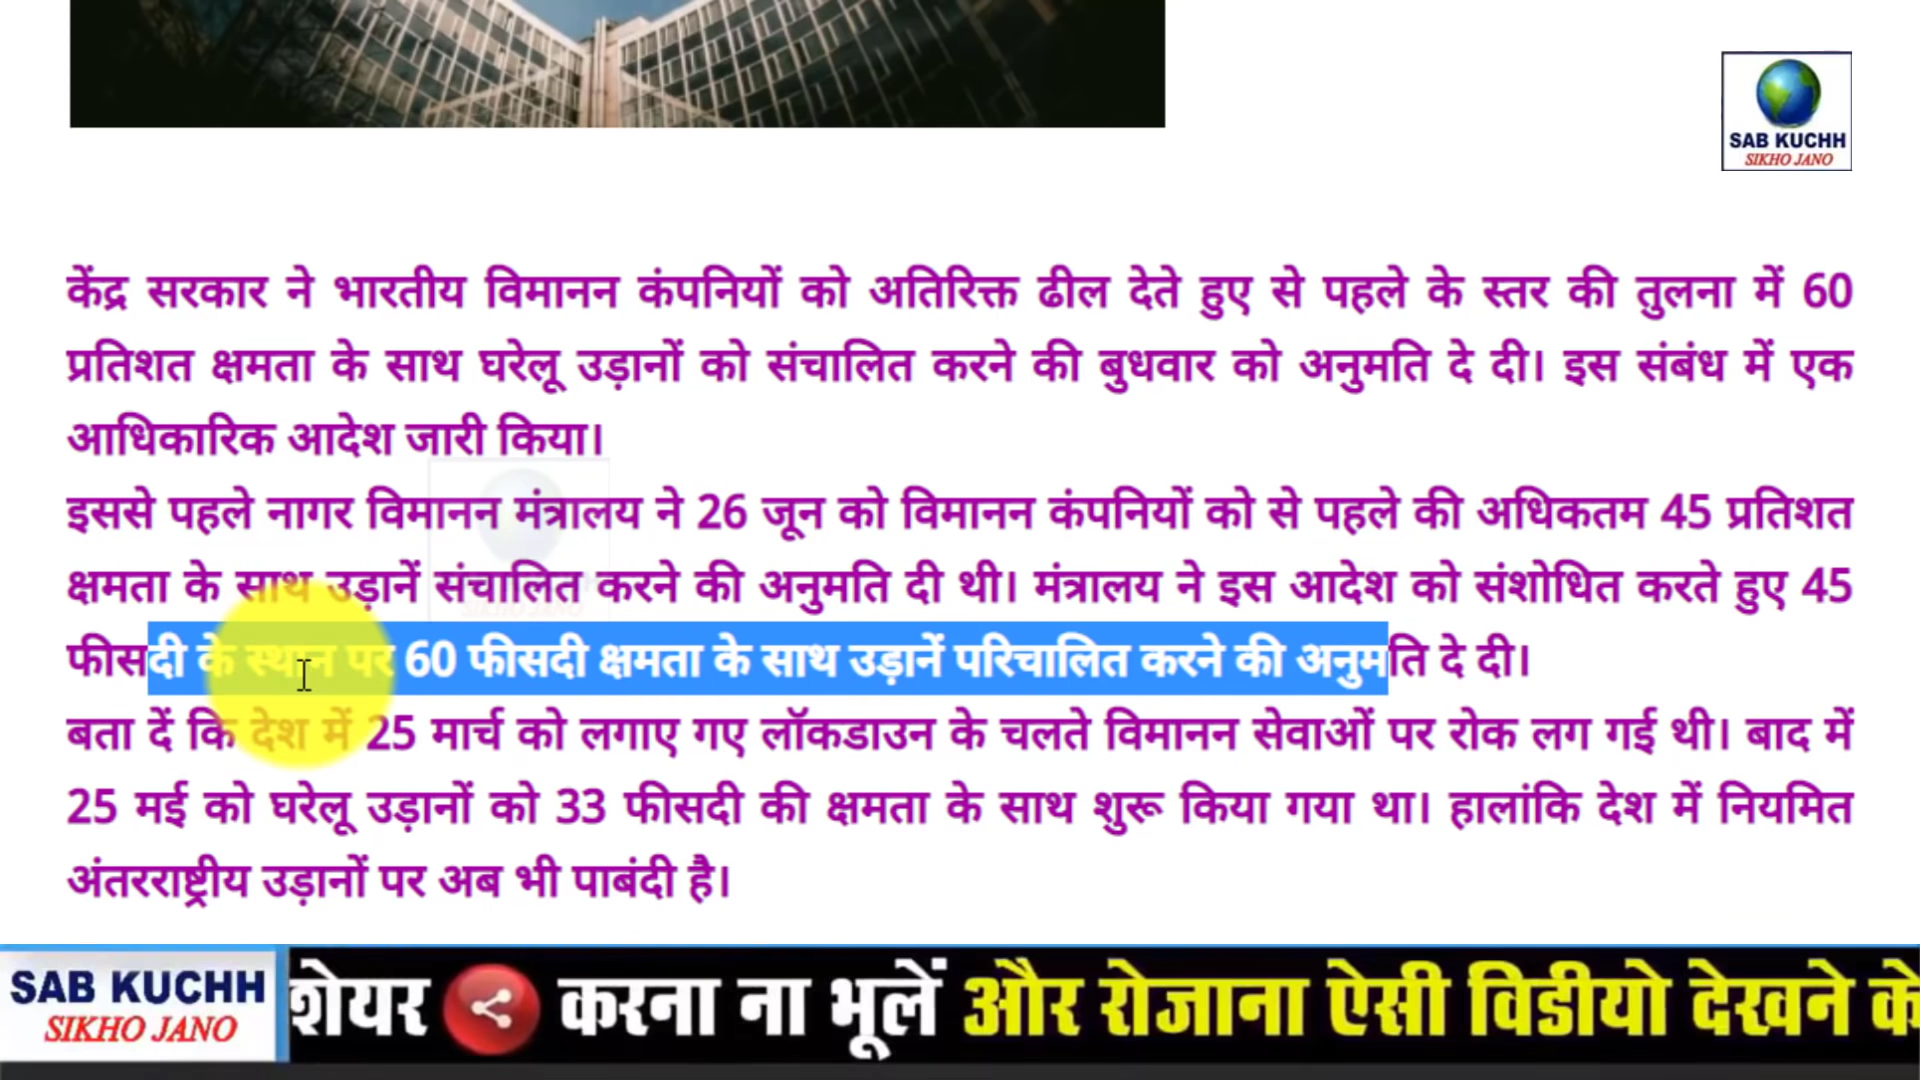 SAB KUCHH
SIKHO JANO
केंद्र सरकार ने भारतीय विमानन कंपनियों को अतिरिक्त ढील देते हुए से पहले के स्तर की तुलना में 60
प्रतिशत क्षमता के साथ घरेलू उड़ानों को संचालित करने की बुधवार को अनुमति दे दी। इस संबंध में एक
आधिकारिक आदेश जारी किया।
इससे पहले नागर विमानन मंत्रालय ने 26 जून को विमानन कंपनियों को से पहले की अधिकतम 45 प्रतिशत
क्षमता के साथ उड़ानें संचालित करने की अनुमति दी थी। मंत्रालय ने इस आदेश को संशोधित करते हुए 45
फीसदी के स्थान पर 60 फीसदी क्षमता के साथ उड़ानें परिचालित करने की अनुमति दे दी।
बता दें कि देश में 25 मार्च को लगाए गए लॉकडाउन के चलते विमानन सेवाओं पर रोक लग गई थी। बाद में
25 मई को घरेलू उड़ानों को 33 फीसदी की क्षमता के साथ शुरू किया गया था। हालांकि देश में नियमित
अंतरराष्ट्रीय उड़ानों पर अब भी पाबंदी है।
SAB KUCHH
SIKHO JANO
शेयर करना ना भूलें और रोजाना ऐसी विडीयो देखने के